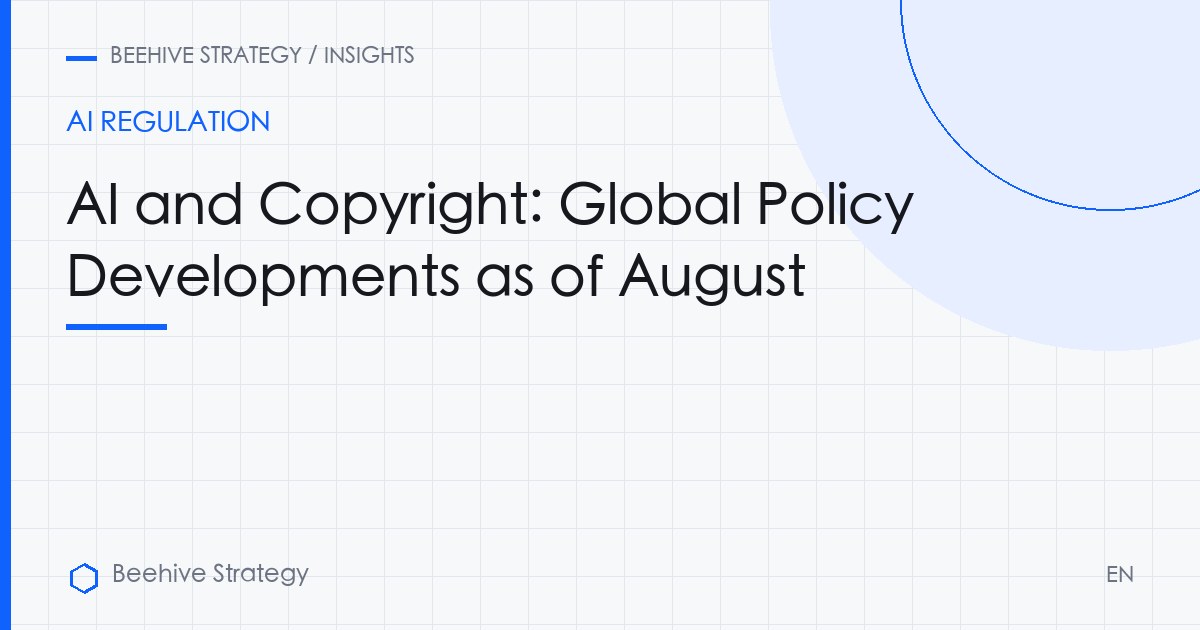 BEEHIVE STRATEGY / INSIGHTS
AI REGULATION
AI and Copyright: Global Policy
Developments as of August
Beehive Strategy
EN